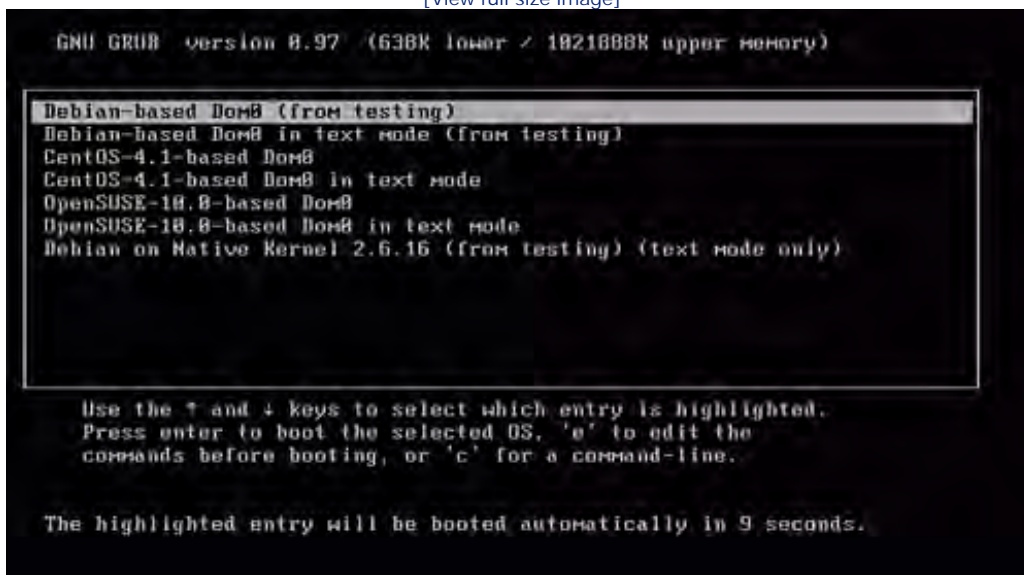 [View full size image]
GNU GRUB version 0.97 (638K lower / 1021888K upper memory)
Debian-based Dom0 (from testing)
Debian-based Dom0 in text mode (from testing)
CentOS-4.1-based Dom0
CentOS-4.1-based Dom0 in text mode
OpenSUSE-10.0-based Dom0
OpenSUSE-10.0-based Dom0 in text mode
Debian on Native Kernel 2.6.16 (from testing) (text mode only)
Use the ↑ and ↓ keys to select which entry is highlighted.
Press enter to boot the selected OS, 'e' to edit the
commands before booting, or 'c' for a command-line.
The highlighted entry will be booted automatically in 9 seconds.